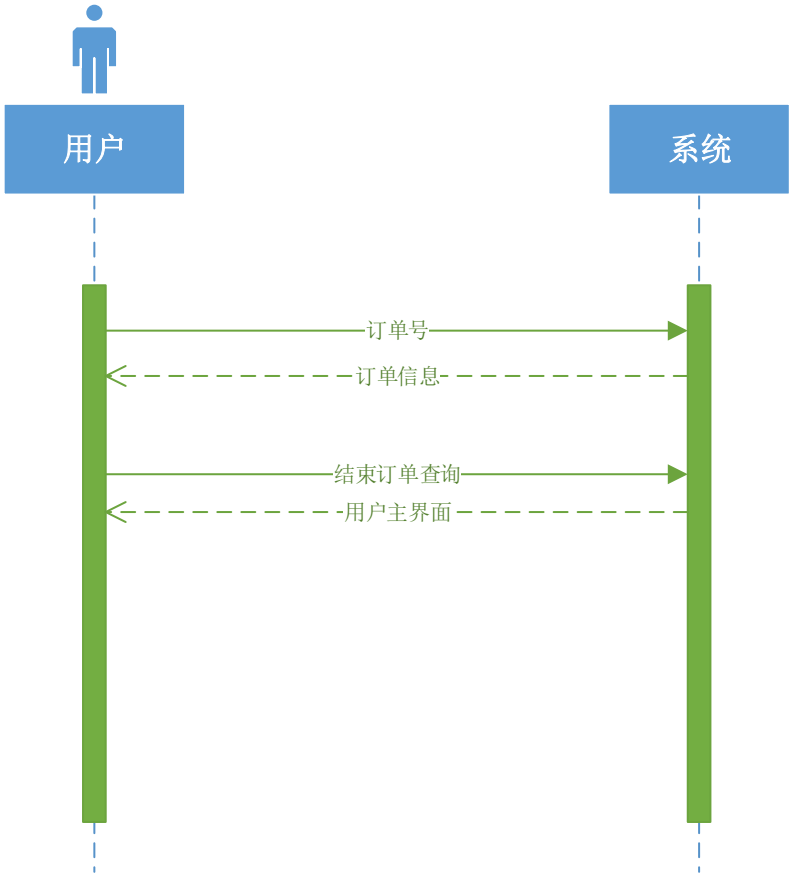 用户
系统
订单号
订单信息
结束订单查询
用户主界面